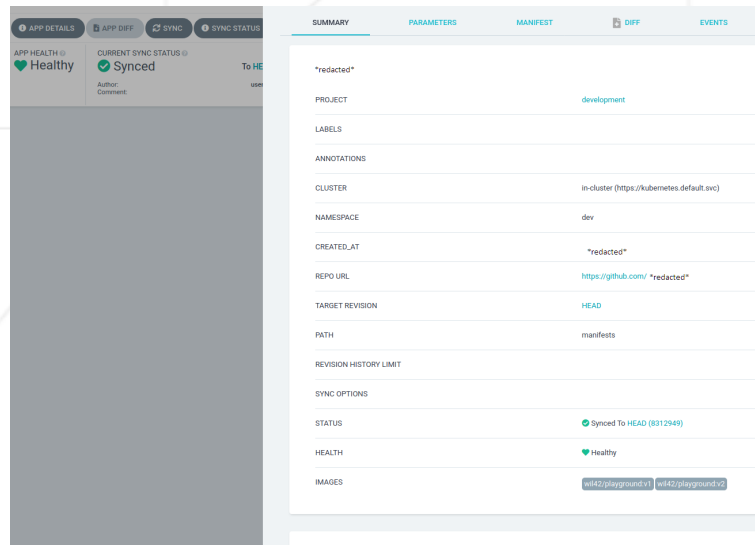 APP DETAILS APP DIFF SYNC SYNC STATUS
APP HEALTH
Healthy
CURRENT SYNC STATUS
Synced
To HE
Author:
Comment:
SUMMARY PARAMETERS MANIFEST DIFF EVENTS
*redacted*
PROJECT development
LABELS
ANNOTATIONS
CLUSTER in-cluster (https://kubernetes.default.svc)
NAMESPACE dev
CREATED_AT *redacted*
REPO URL https://github.com/ *redacted*
TARGET REVISION HEAD
PATH manifests
REVISION HISTORY LIMIT
SYNC OPTIONS
STATUS Synced To HEAD (8312949)
HEALTH Healthy
IMAGES wil42/playground:v1 wil42/playground:v2